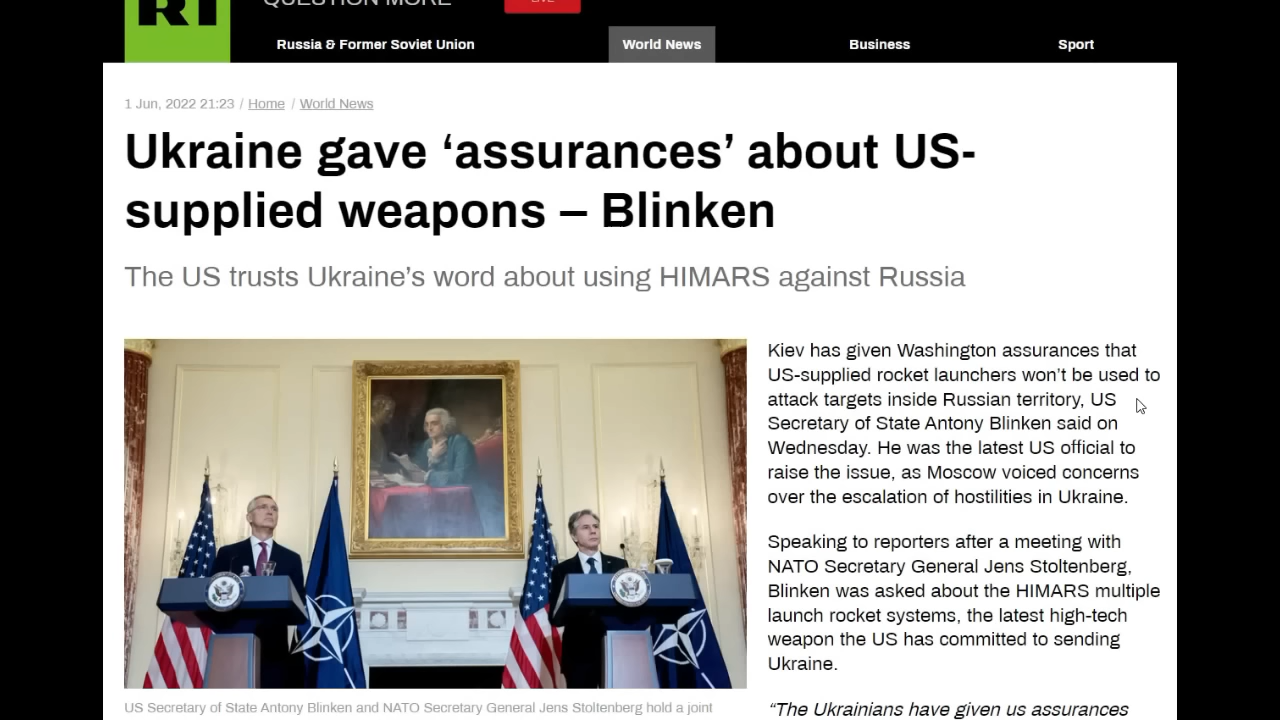 RT
QUESTION MORE
LIVE
Russia & Former Soviet Union
World News
Business
Sport
1 Jun, 2022 21:23 / Home / World News
Ukraine gave ‘assurances’ about US-
supplied weapons – Blinken
The US trusts Ukraine’s word about using HIMARS against Russia
Kiev has given Washington assurances that
US-supplied rocket launchers won’t be used to
attack targets inside Russian territory, US
Secretary of State Antony Blinken said on
Wednesday. He was the latest US official to
raise the issue, as Moscow voiced concerns
over the escalation of hostilities in Ukraine.
Speaking to reporters after a meeting with
NATO Secretary General Jens Stoltenberg,
Blinken was asked about the HIMARS multiple
launch rocket systems, the latest high-tech
weapon the US has committed to sending
Ukraine.
“The Ukrainians have given us assurances
US Secretary of State Antony Blinken and NATO Secretary General Jens Stoltenberg hold a joint